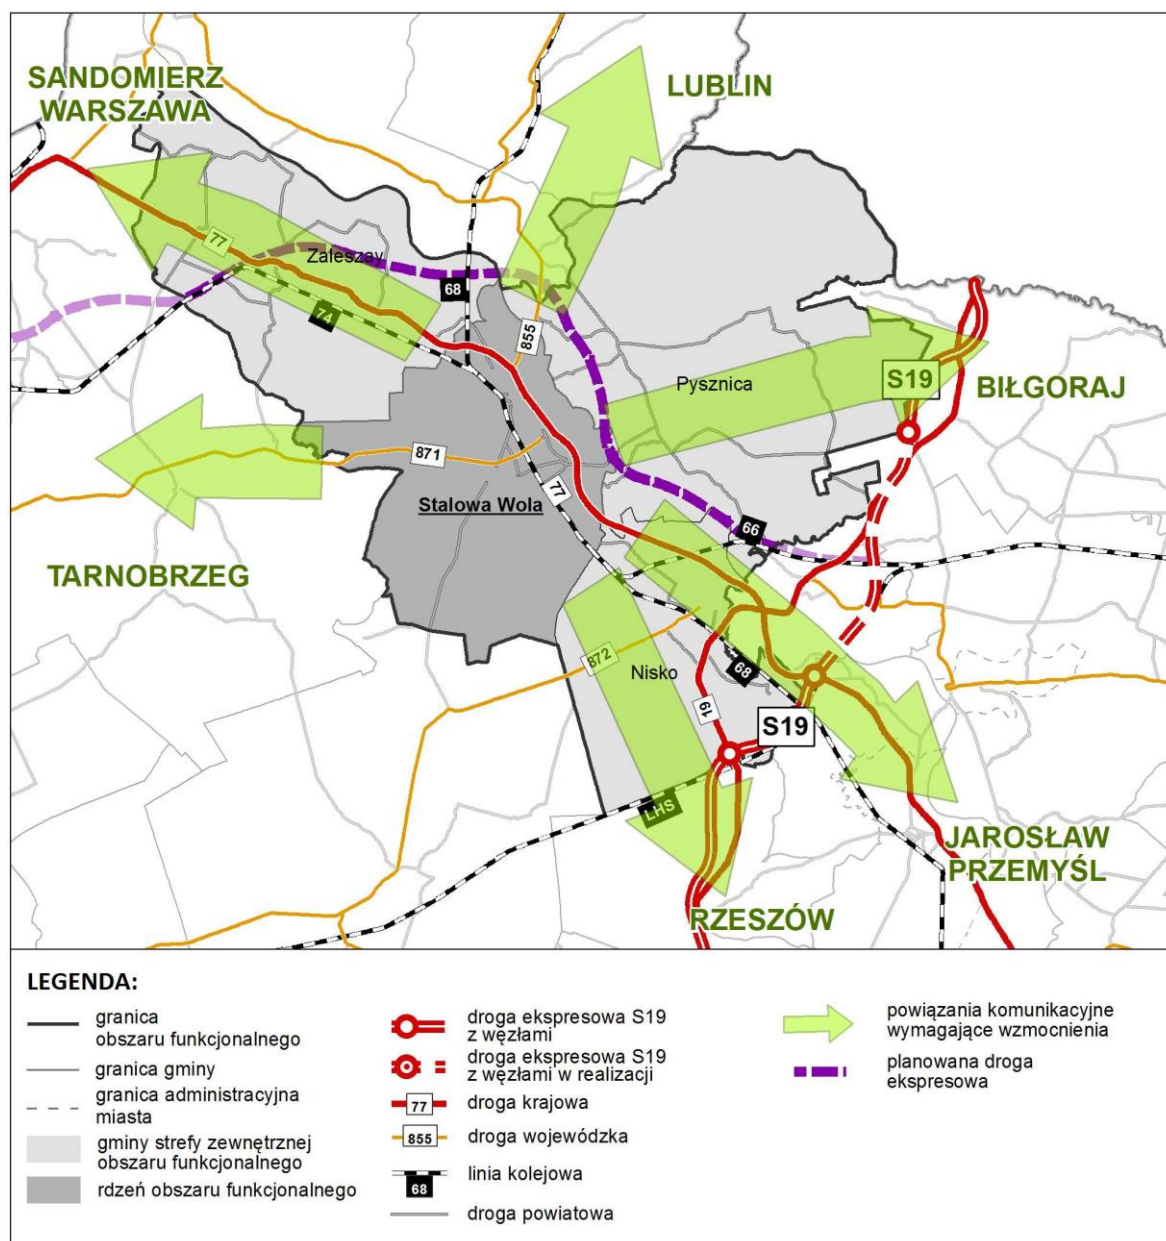 SANDOMIERZ
WARSZAWA
LUBLIN
77
Zaleszay
68
74
855
Pysznica
S19
BIŁGORAJ
871
77
Stalowa Wola
66
TARNOBRZEG
872
Nisko
68
19
S19
LHS
JAROSŁAW
PRZEMYŚL
RZESZÓW
LEGENDA:
granica
obszaru funkcjonalnego
granica gminy
granica administracyjna
miasta
gminy strefy zewnętrznej
obszaru funkcjonalnego
rdzeń obszaru funkcjonalnego
droga ekspresowa S19
z węzłami
droga ekspresowa S19
z węzłami w realizacji
77
droga krajowa
855
droga wojewódzka
68
linia kolejowa
droga powiatowa
powiązania komunikacyjne
wymagające wzmocnienia
planowana droga
ekspresowa